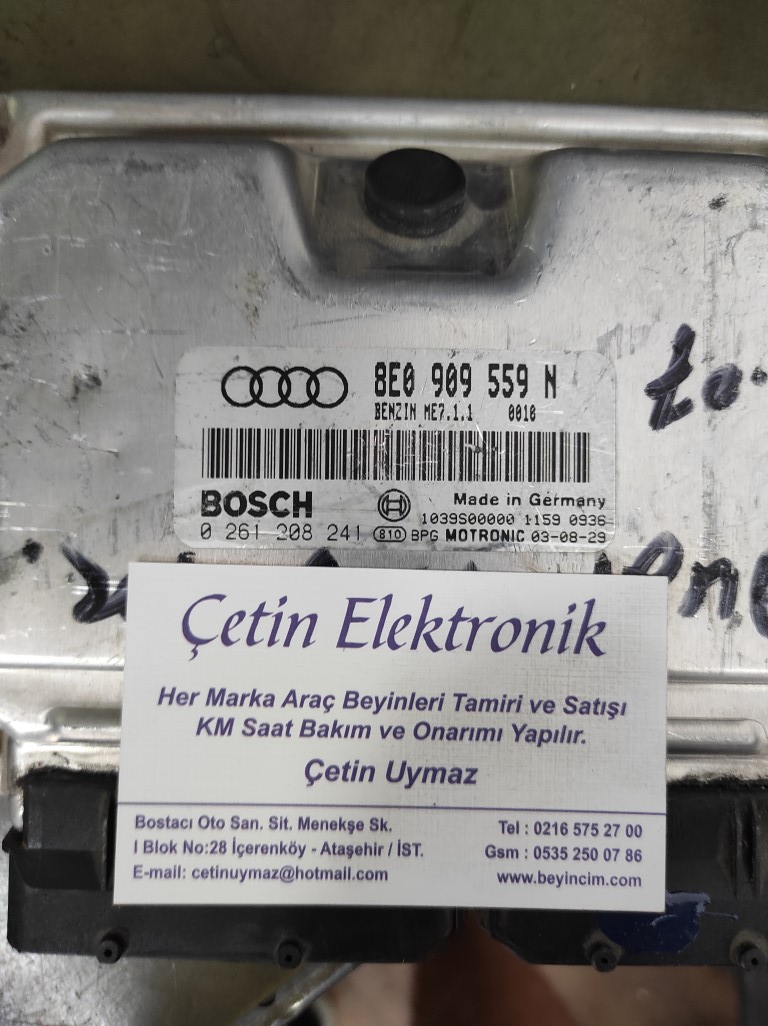 8E0 909 559 N
BENZIN ME7.1.1 0010
BOSCH
Made in Germany
1039S00000 1159 0936
0 261 208 241 810 BPG MOTRONIC 03-08-29
Çetin Elektronik
Her Marka Araç Beyinleri Tamiri ve Satışı
KM Saat Bakım ve Onarımı Yapılır.
Çetin Uymaz
Bostacı Oto San. Sit. Menekşe Sk.
I Blok No:28 İçerenköy - Ataşehir / İST.
E-mail: cetinuymaz@hotmail.com
Tel : 0216 575 27 00
Gsm : 0535 250 07 86
www.beyincim.com